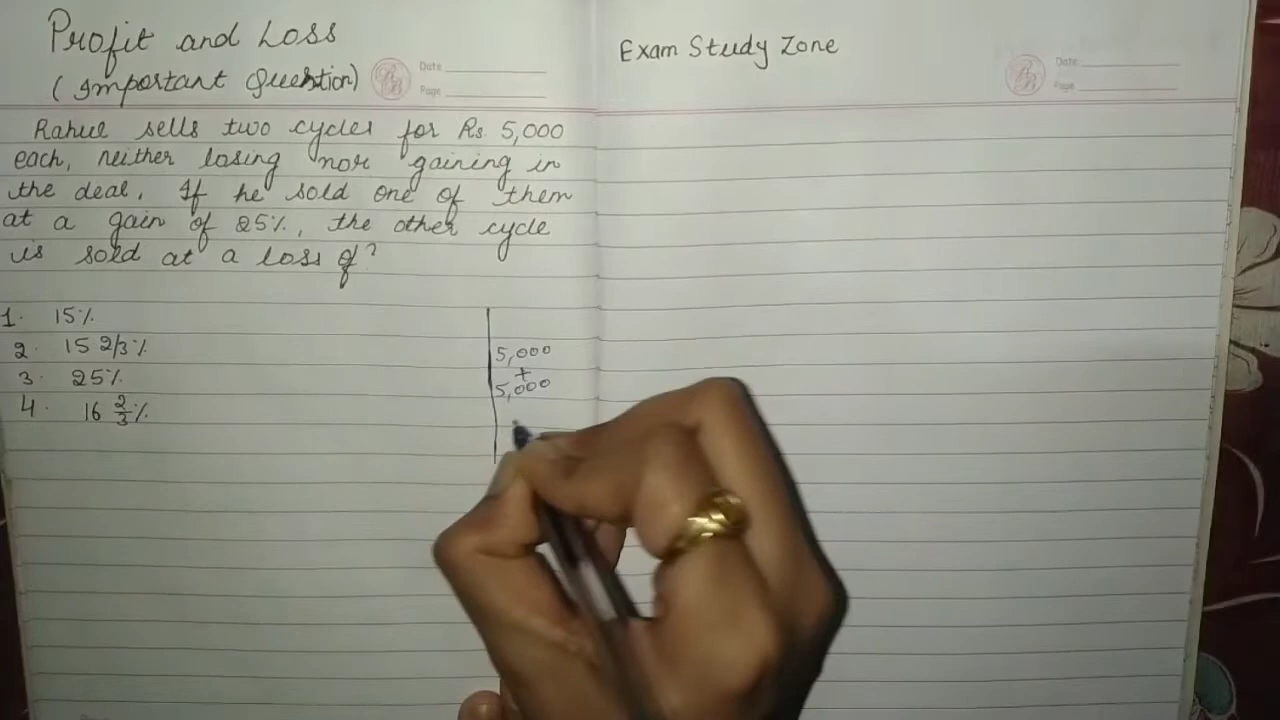 Profit and Loss
(Important Question)
Date
Page
Rahul sells two cycles for Rs. 5,000
each, neither losing nor gaining in
the deal. If he sold one of them
at a gain of 25%, the other cycle
is sold at a loss of?
1. 15%
2. 15 2/3%
3. 25%
4. 16 2/3%
5,000
+
5,000
Exam Study Zone
Date
Page